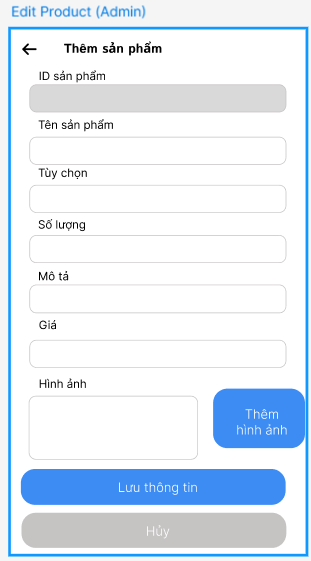 Edit Product (Admin)
Thêm sản phẩm
ID sản phẩm
Tên sản phẩm
Tùy chọn
Số lượng
Mô tả
Giá
Hình ảnh
Thêm
hình ảnh
Lưu thông tin
Hủy